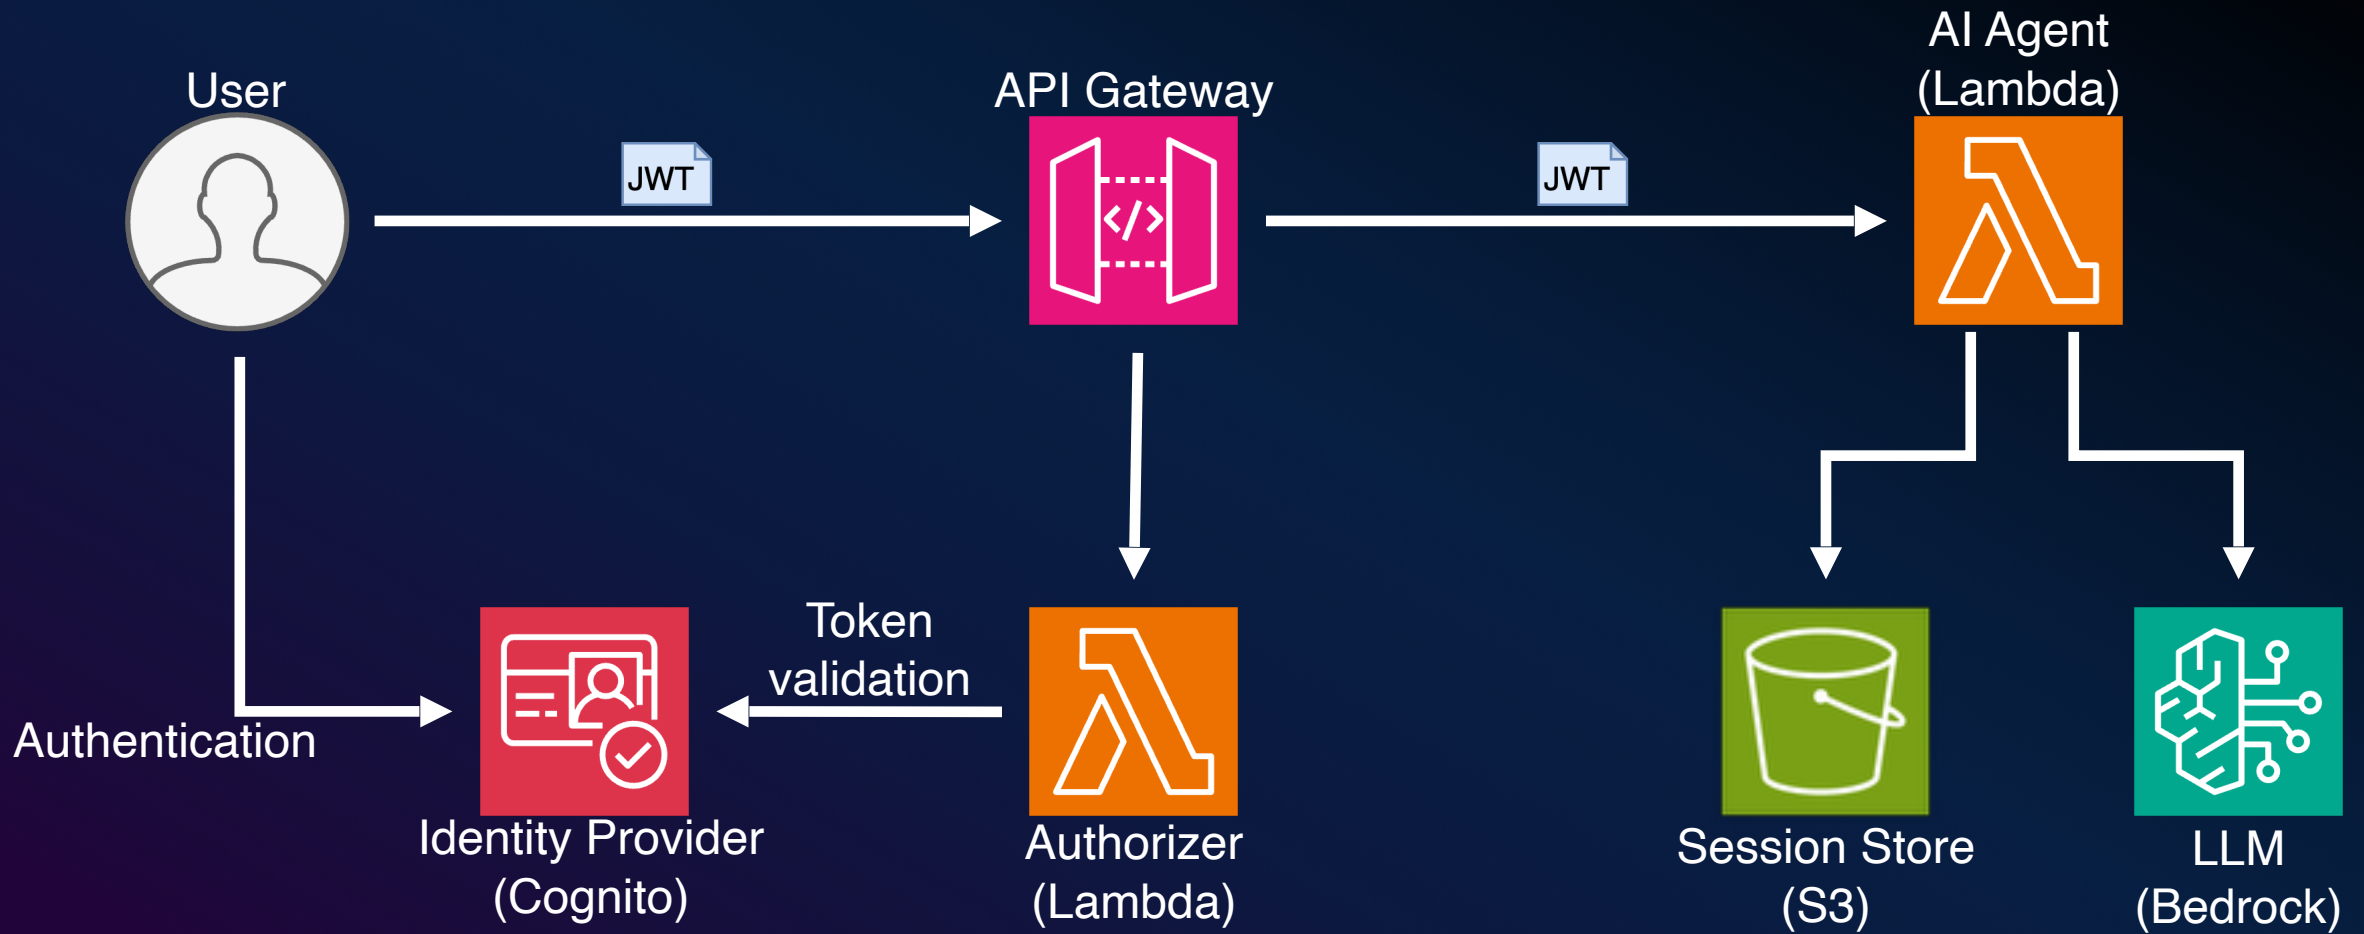 User
API Gateway
AI Agent
(Lambda)
JWT
JWT
</>
Authentication
Token
validation
Identity Provider
(Cognito)
Authorizer
(Lambda)
Session Store
(S3)
LLM
(Bedrock)